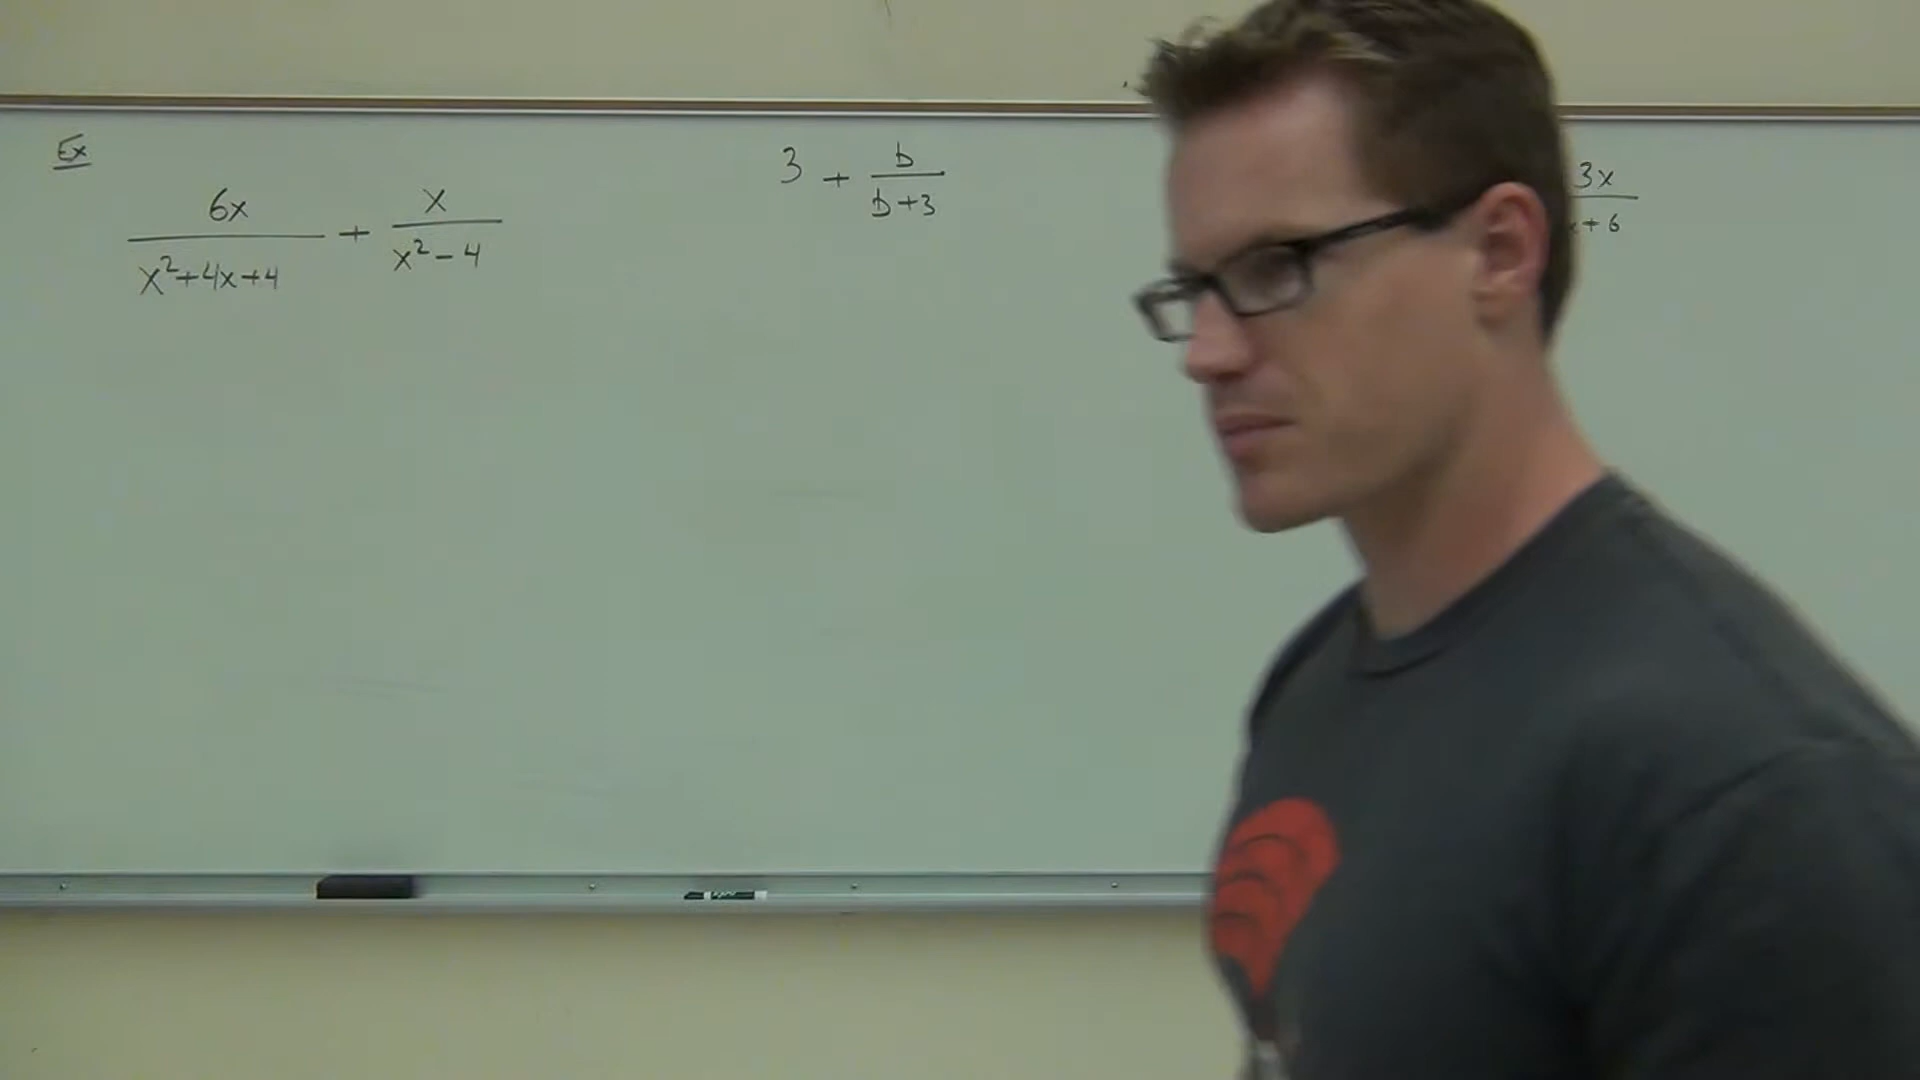 Ex
6x / x²+4x+4 + x / x²-4
3 + b / b+3
3x / + 6